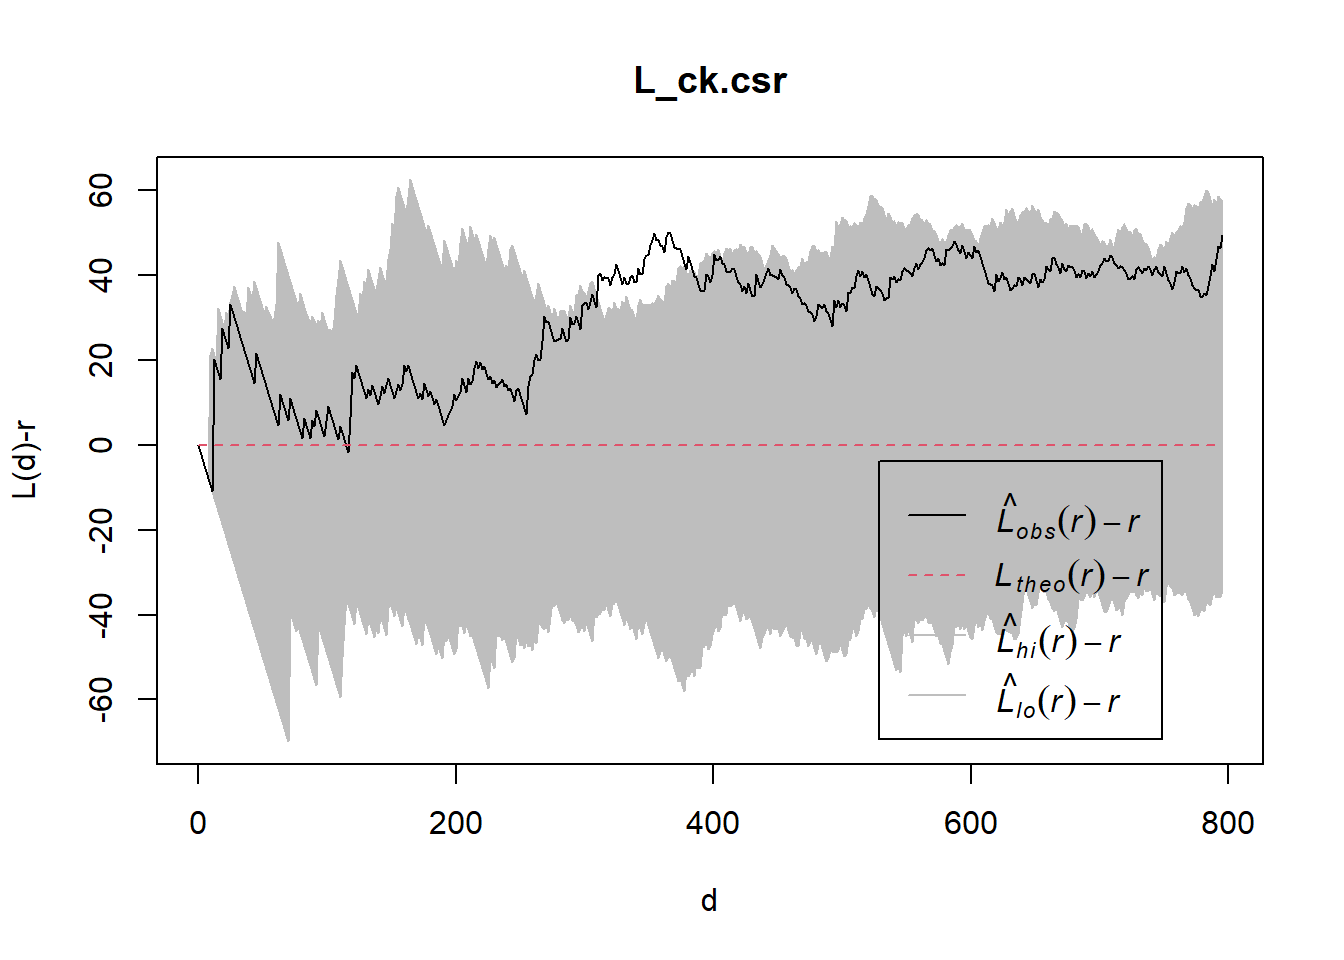 L_ck.csr
L(d)-r
60
40
20
0
-20
-40
-60
L̂obs(r) – r
Ltheo(r) – r
L̂hi(r) – r
L̂lo(r) – r
0 200 400 600 800
d